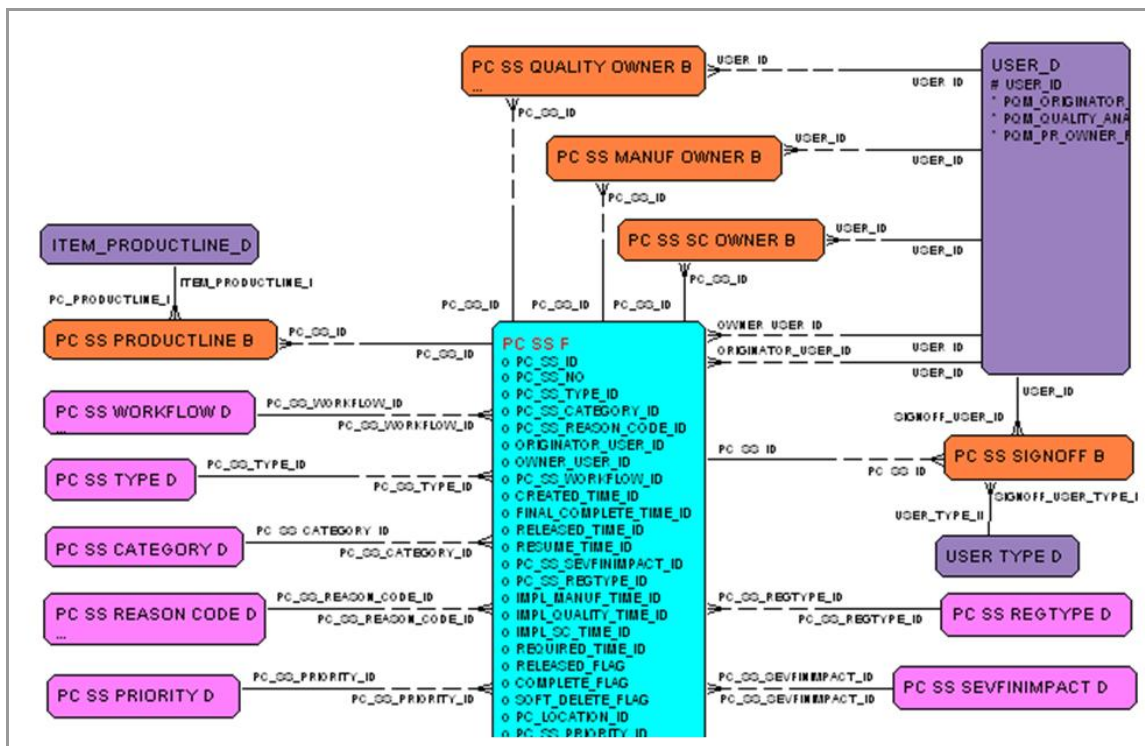 PC SS QUALITY OWNER B
...
USER_ID
USER_ID
PC_SS_ID
USER_D
# USER_ID
* PQM_ORIGINATOR_
* PQM_QUALITY_ANA
* PQM_PR_OWNER_F
PC SS MANUF OWNER B
USER_ID
USER_ID
PC_SS_ID
PC SS SC OWNER B
USER_ID
USER_ID
PC_SS_ID
ITEM_PRODUCTLINE_D
ITEM_PRODUCTLINE_I
PC_PRODUCTLINE_I
PC_SS_ID
PC_SS_ID
PC_SS_ID
PC SS PRODUCTLINE B
PC_SS_ID
PC_SS_ID
OWNER_USER_ID
USER_ID
ORIGINATOR_USER_ID
USER_ID
PC SS F
o PC_SS_ID
o PC_SS_NO
o PC_SS_TYPE_ID
o PC_SS_CATEGORY_ID
o PC_SS_REASON_CODE_ID
o ORIGINATOR_USER_ID
o OWNER_USER_ID
o PC_SS_WORKFLOW_ID
o CREATED_TIME_ID
o FINAL_COMPLETE_TIME_ID
o RELEASED_TIME_ID
o RESUME_TIME_ID
o PC_SS_SEVFINIMPACT_ID
o PC_SS_REGTYPE_ID
o IMPL_MANUF_TIME_ID
o IMPL_QUALITY_TIME_ID
o IMPL_SC_TIME_ID
o REQUIRED_TIME_ID
o RELEASED_FLAG
o COMPLETE_FLAG
o SOFT_DELETE_FLAG
o PC_LOCATION_ID
o PC_SS_PRIORITY_ID
PC SS WORKFLOW D
...
PC_SS_WORKFLOW_ID
PC_SS_WORKFLOW_ID
PC SS TYPE D
PC_SS_TYPE_ID
PC_SS_TYPE_ID
PC SS CATEGORY D
PC_SS_CATEGORY_ID
PC_SS_CATEGORY_ID
PC SS REASON CODE D
...
PC_SS_REASON_CODE_ID
PC_SS_REASON_CODE_ID
PC SS PRIORITY D
PC_SS_PRIORITY_ID
PC_SS_PRIORITY_ID
USER_ID
SIGNOFF_USER_ID
PC_SS_ID
PC_SS_ID
PC SS SIGNOFF B
SIGNOFF_USER_TYPE_I
USER_TYPE_I
USER TYPE D
PC_SS_REGTYPE_ID
PC_SS_REGTYPE_ID
PC SS REGTYPE D
PC_SS_SEVFINIMPACT_ID
PC_SS_SEVFINIMPACT_ID
PC SS SEVFINIMPACT D